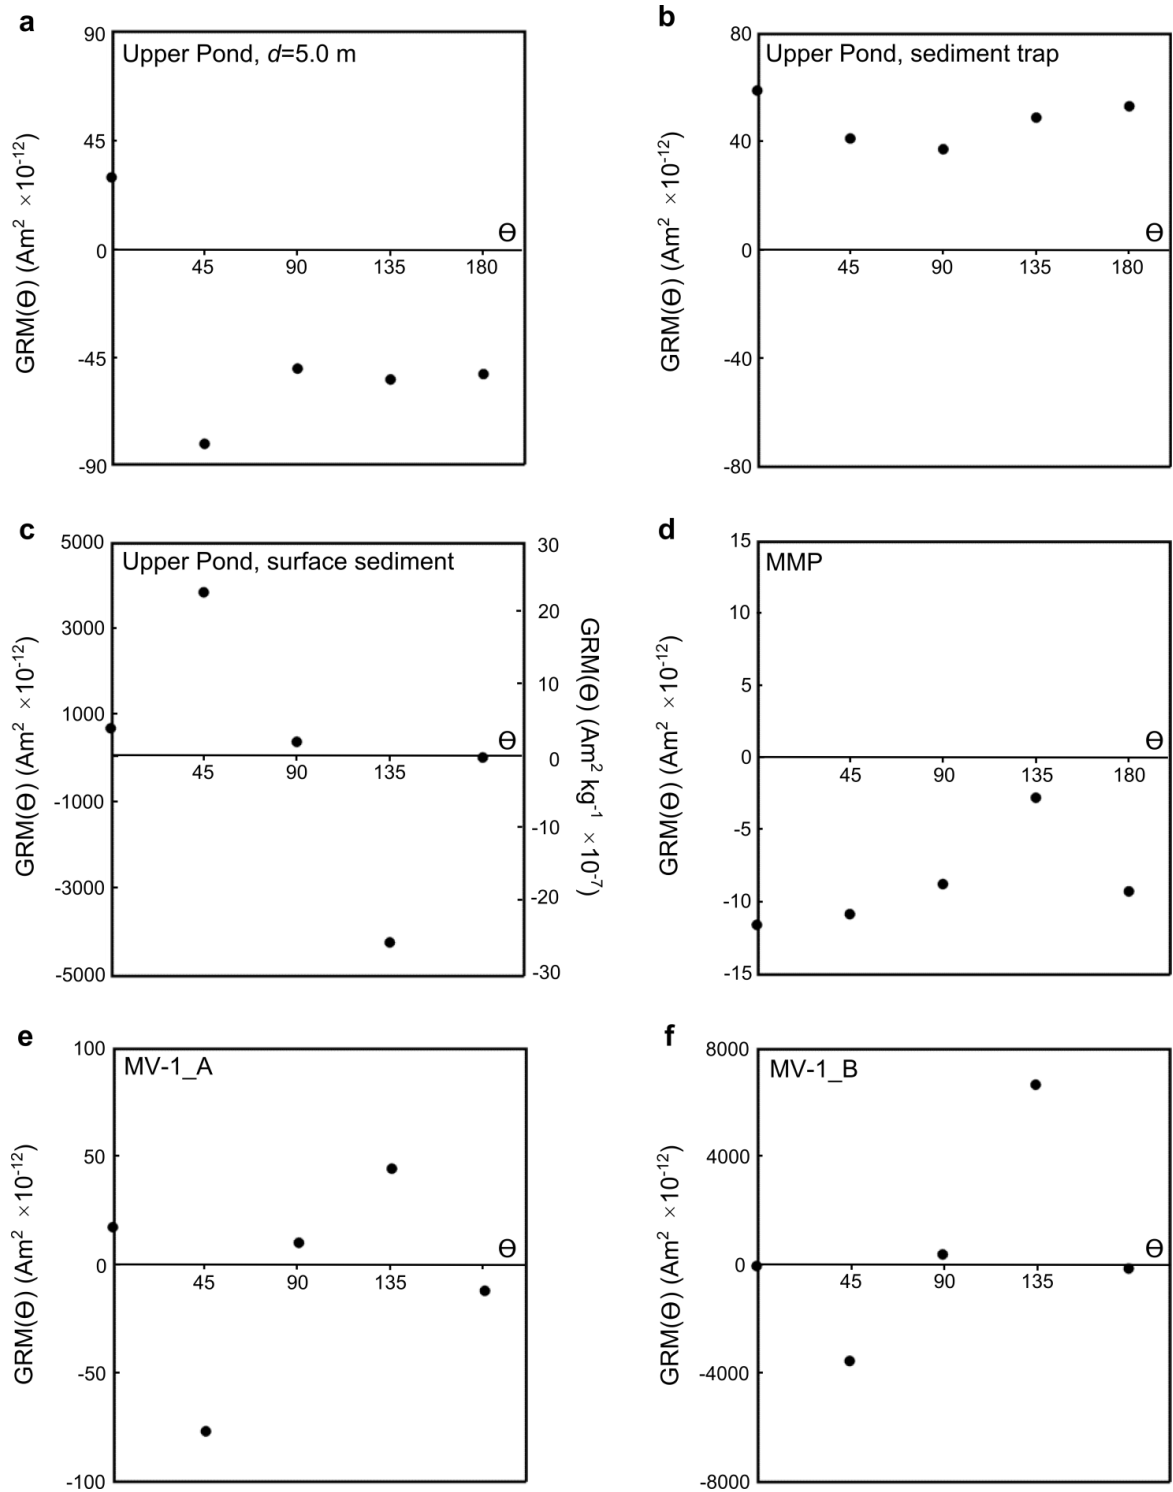 a
90
Upper Pond, d=5.0 m
45
0
-45
-90
45
90
135
180
ϴ
GRM(ϴ) (Am² ×10⁻¹²)
b
80
Upper Pond, sediment trap
40
0
-40
-80
45
90
135
180
ϴ
GRM(ϴ) (Am² ×10⁻¹²)
c
5000
Upper Pond, surface sediment
3000
1000
-1000
-3000
-5000
45
90
135
ϴ
30
20
10
0
-10
-20
-30
GRM(ϴ) (Am² ×10⁻¹²)
GRM(ϴ) (Am² kg⁻¹ ×10⁻⁷)
d
15
MMP
10
5
0
-5
-10
-15
45
90
135
180
ϴ
GRM(ϴ) (Am² ×10⁻¹²)
e
100
MV-1_A
50
0
-50
-100
45
90
135
ϴ
GRM(ϴ) (Am² ×10⁻¹²)
f
8000
MV-1_B
4000
0
-4000
-8000
45
90
135
180
ϴ
GRM(ϴ) (Am² ×10⁻¹²)